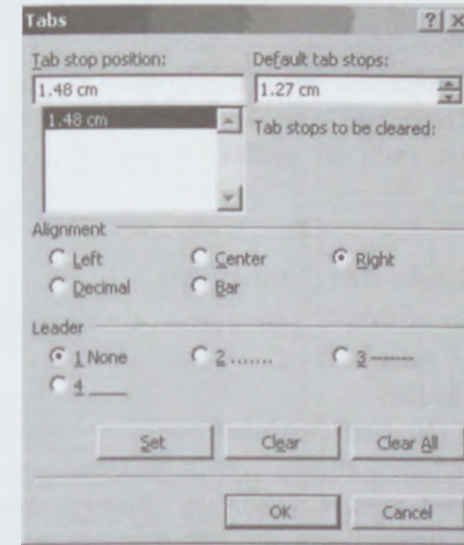 Tabs
Tab stop position: Default tab stops:
1.48 cm 1.27 cm
1.48 cm Tab stops to be cleared:
Alignment
Left Center Right
Decimal Bar
Leader
1 None 2 ....... 3 -------
4 ____
Set Clear Clear All
OK Cancel